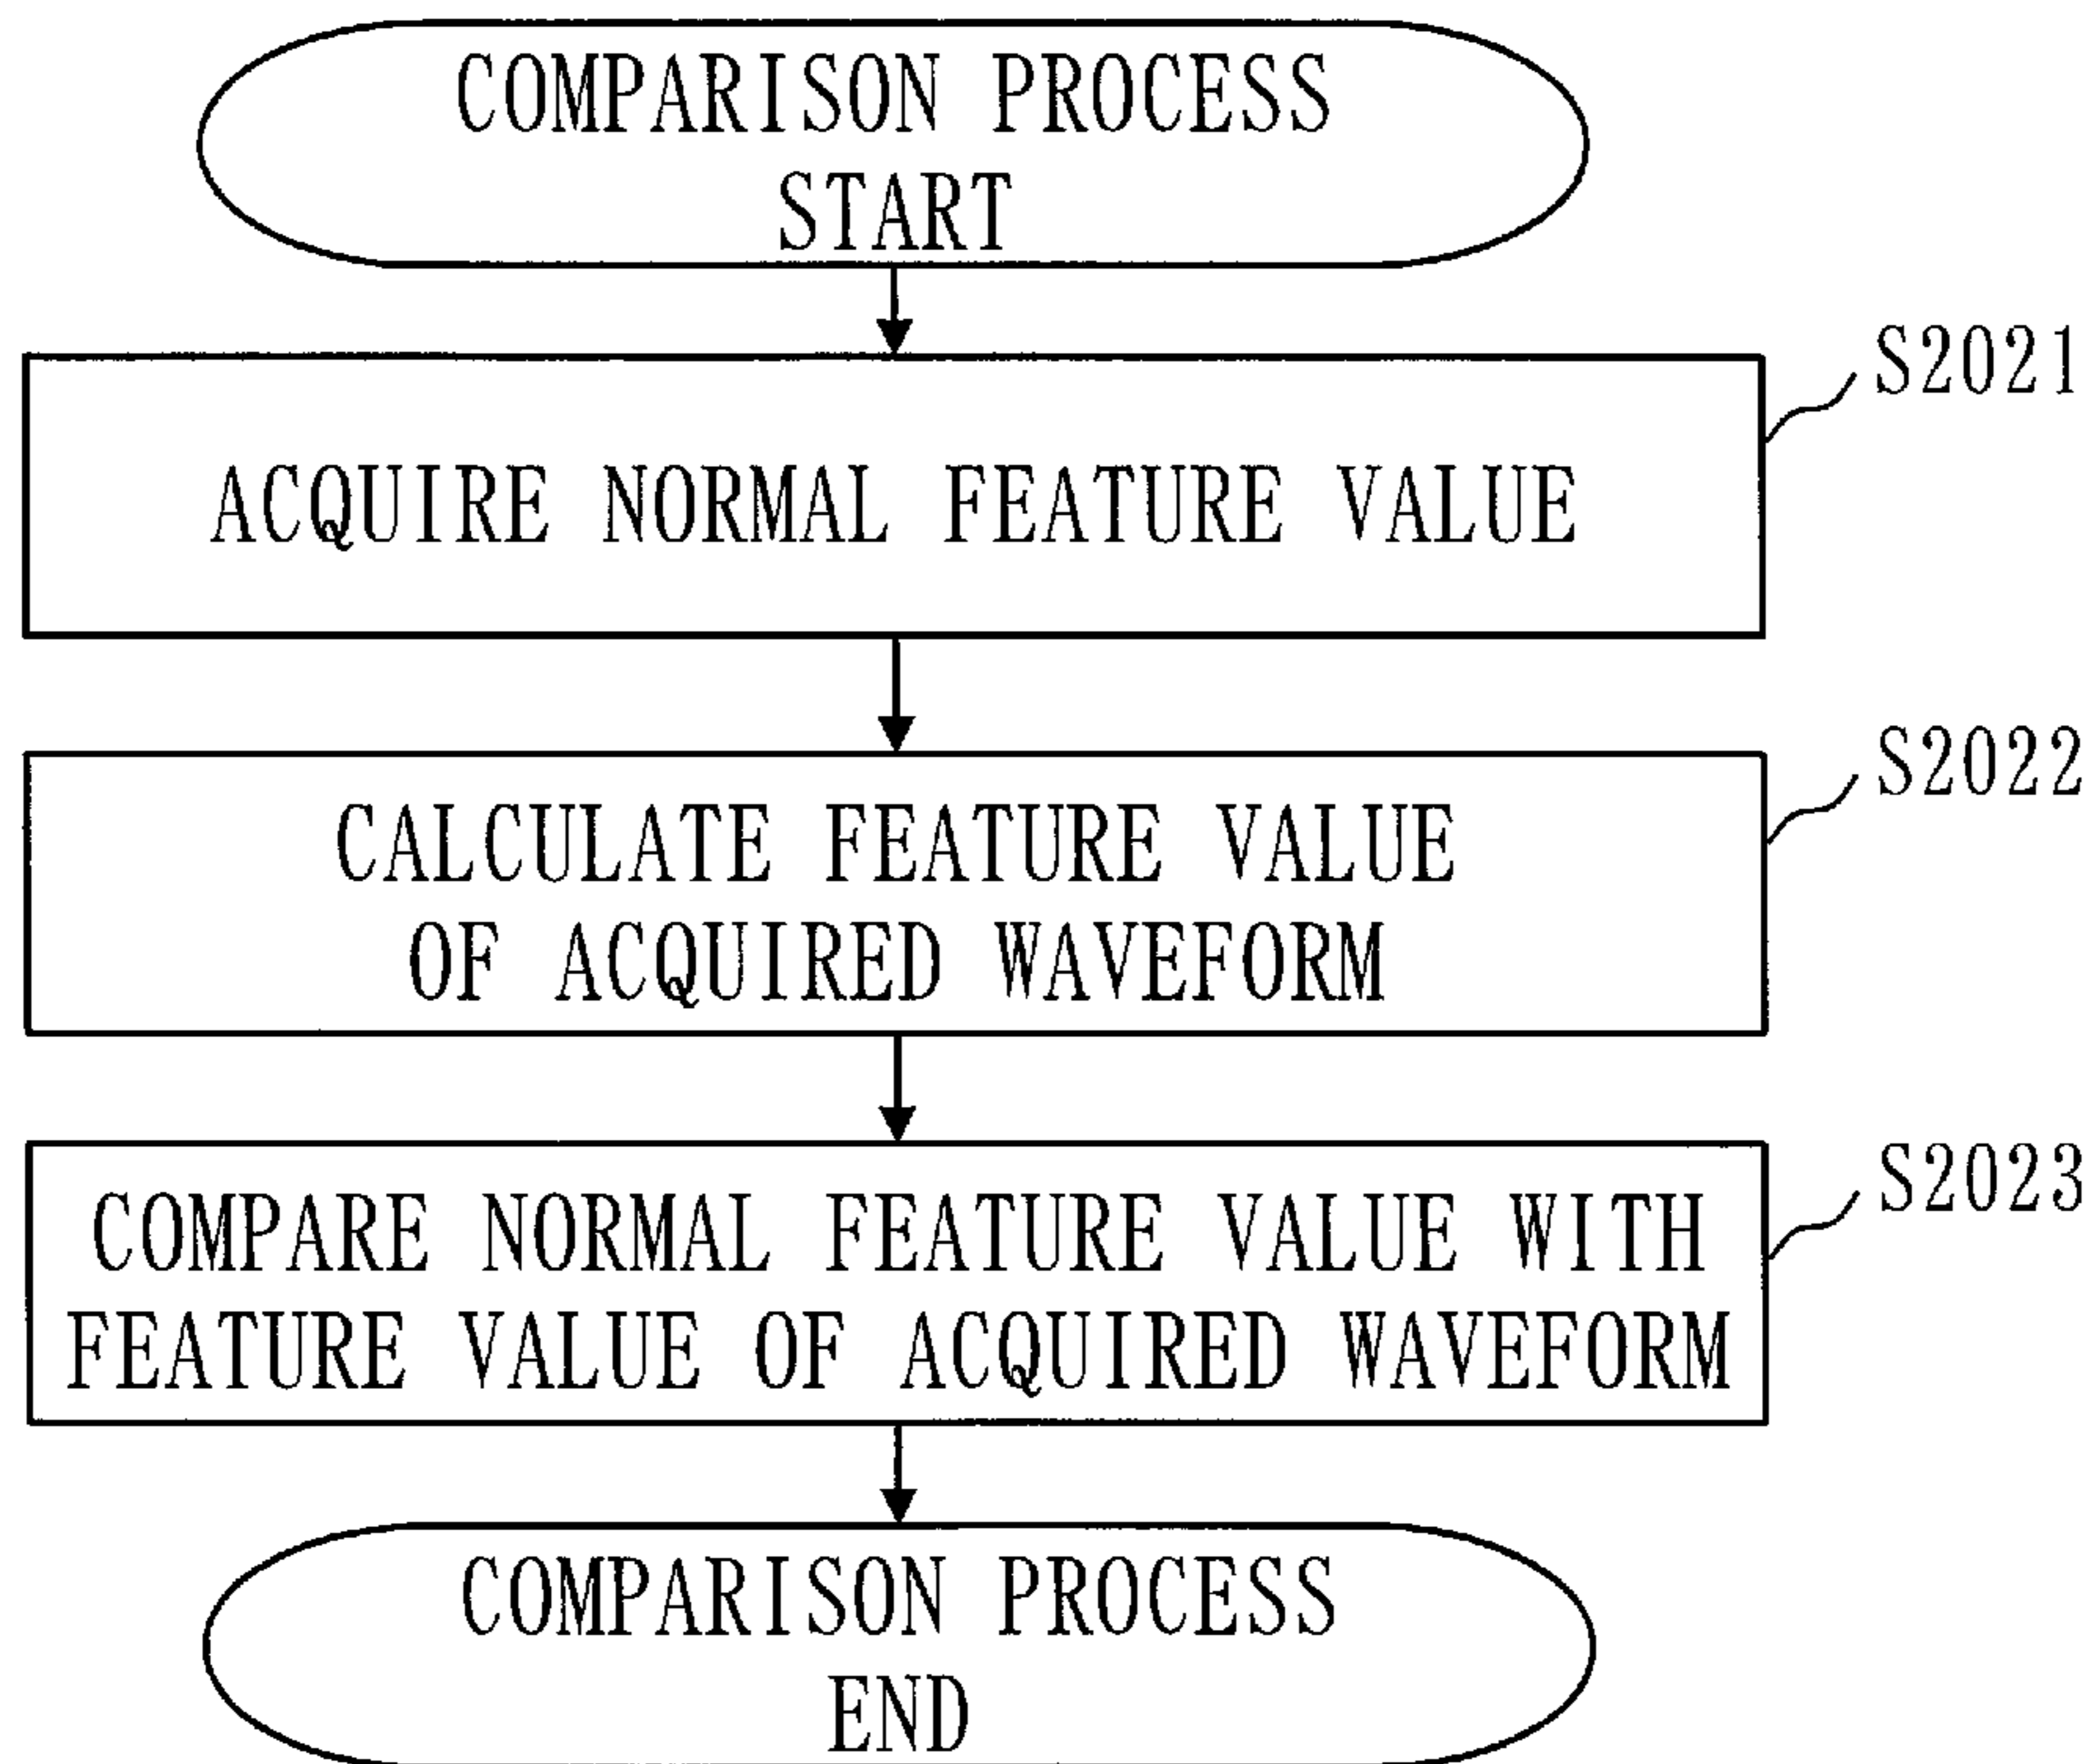 COMPARISON PROCESS
START
S2021
ACQUIRE NORMAL FEATURE VALUE
S2022
CALCULATE FEATURE VALUE
OF ACQUIRED WAVEFORM
S2023
COMPARE NORMAL FEATURE VALUE WITH
FEATURE VALUE OF ACQUIRED WAVEFORM
COMPARISON PROCESS
END